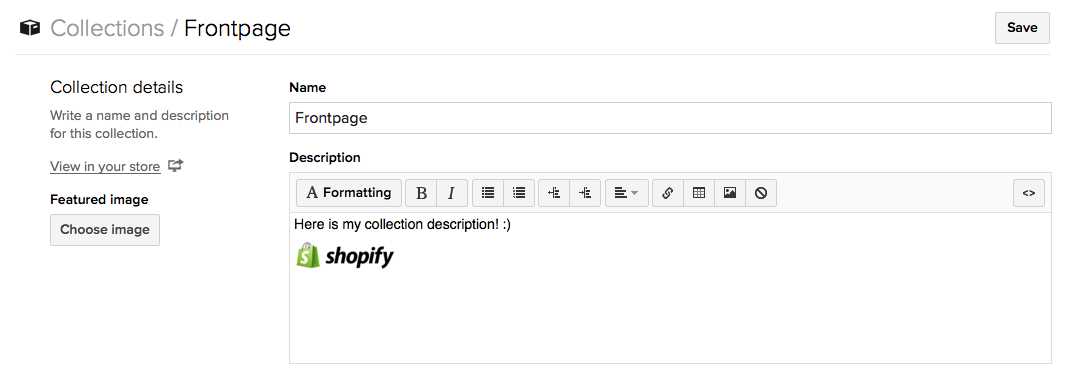 Collections / Frontpage
Save
Collection details
Write a name and description
for this collection.
View in your store
Featured image
Choose image
Name
Frontpage
Description
A Formatting
B I
<>
Here is my collection description! :)
S shopify